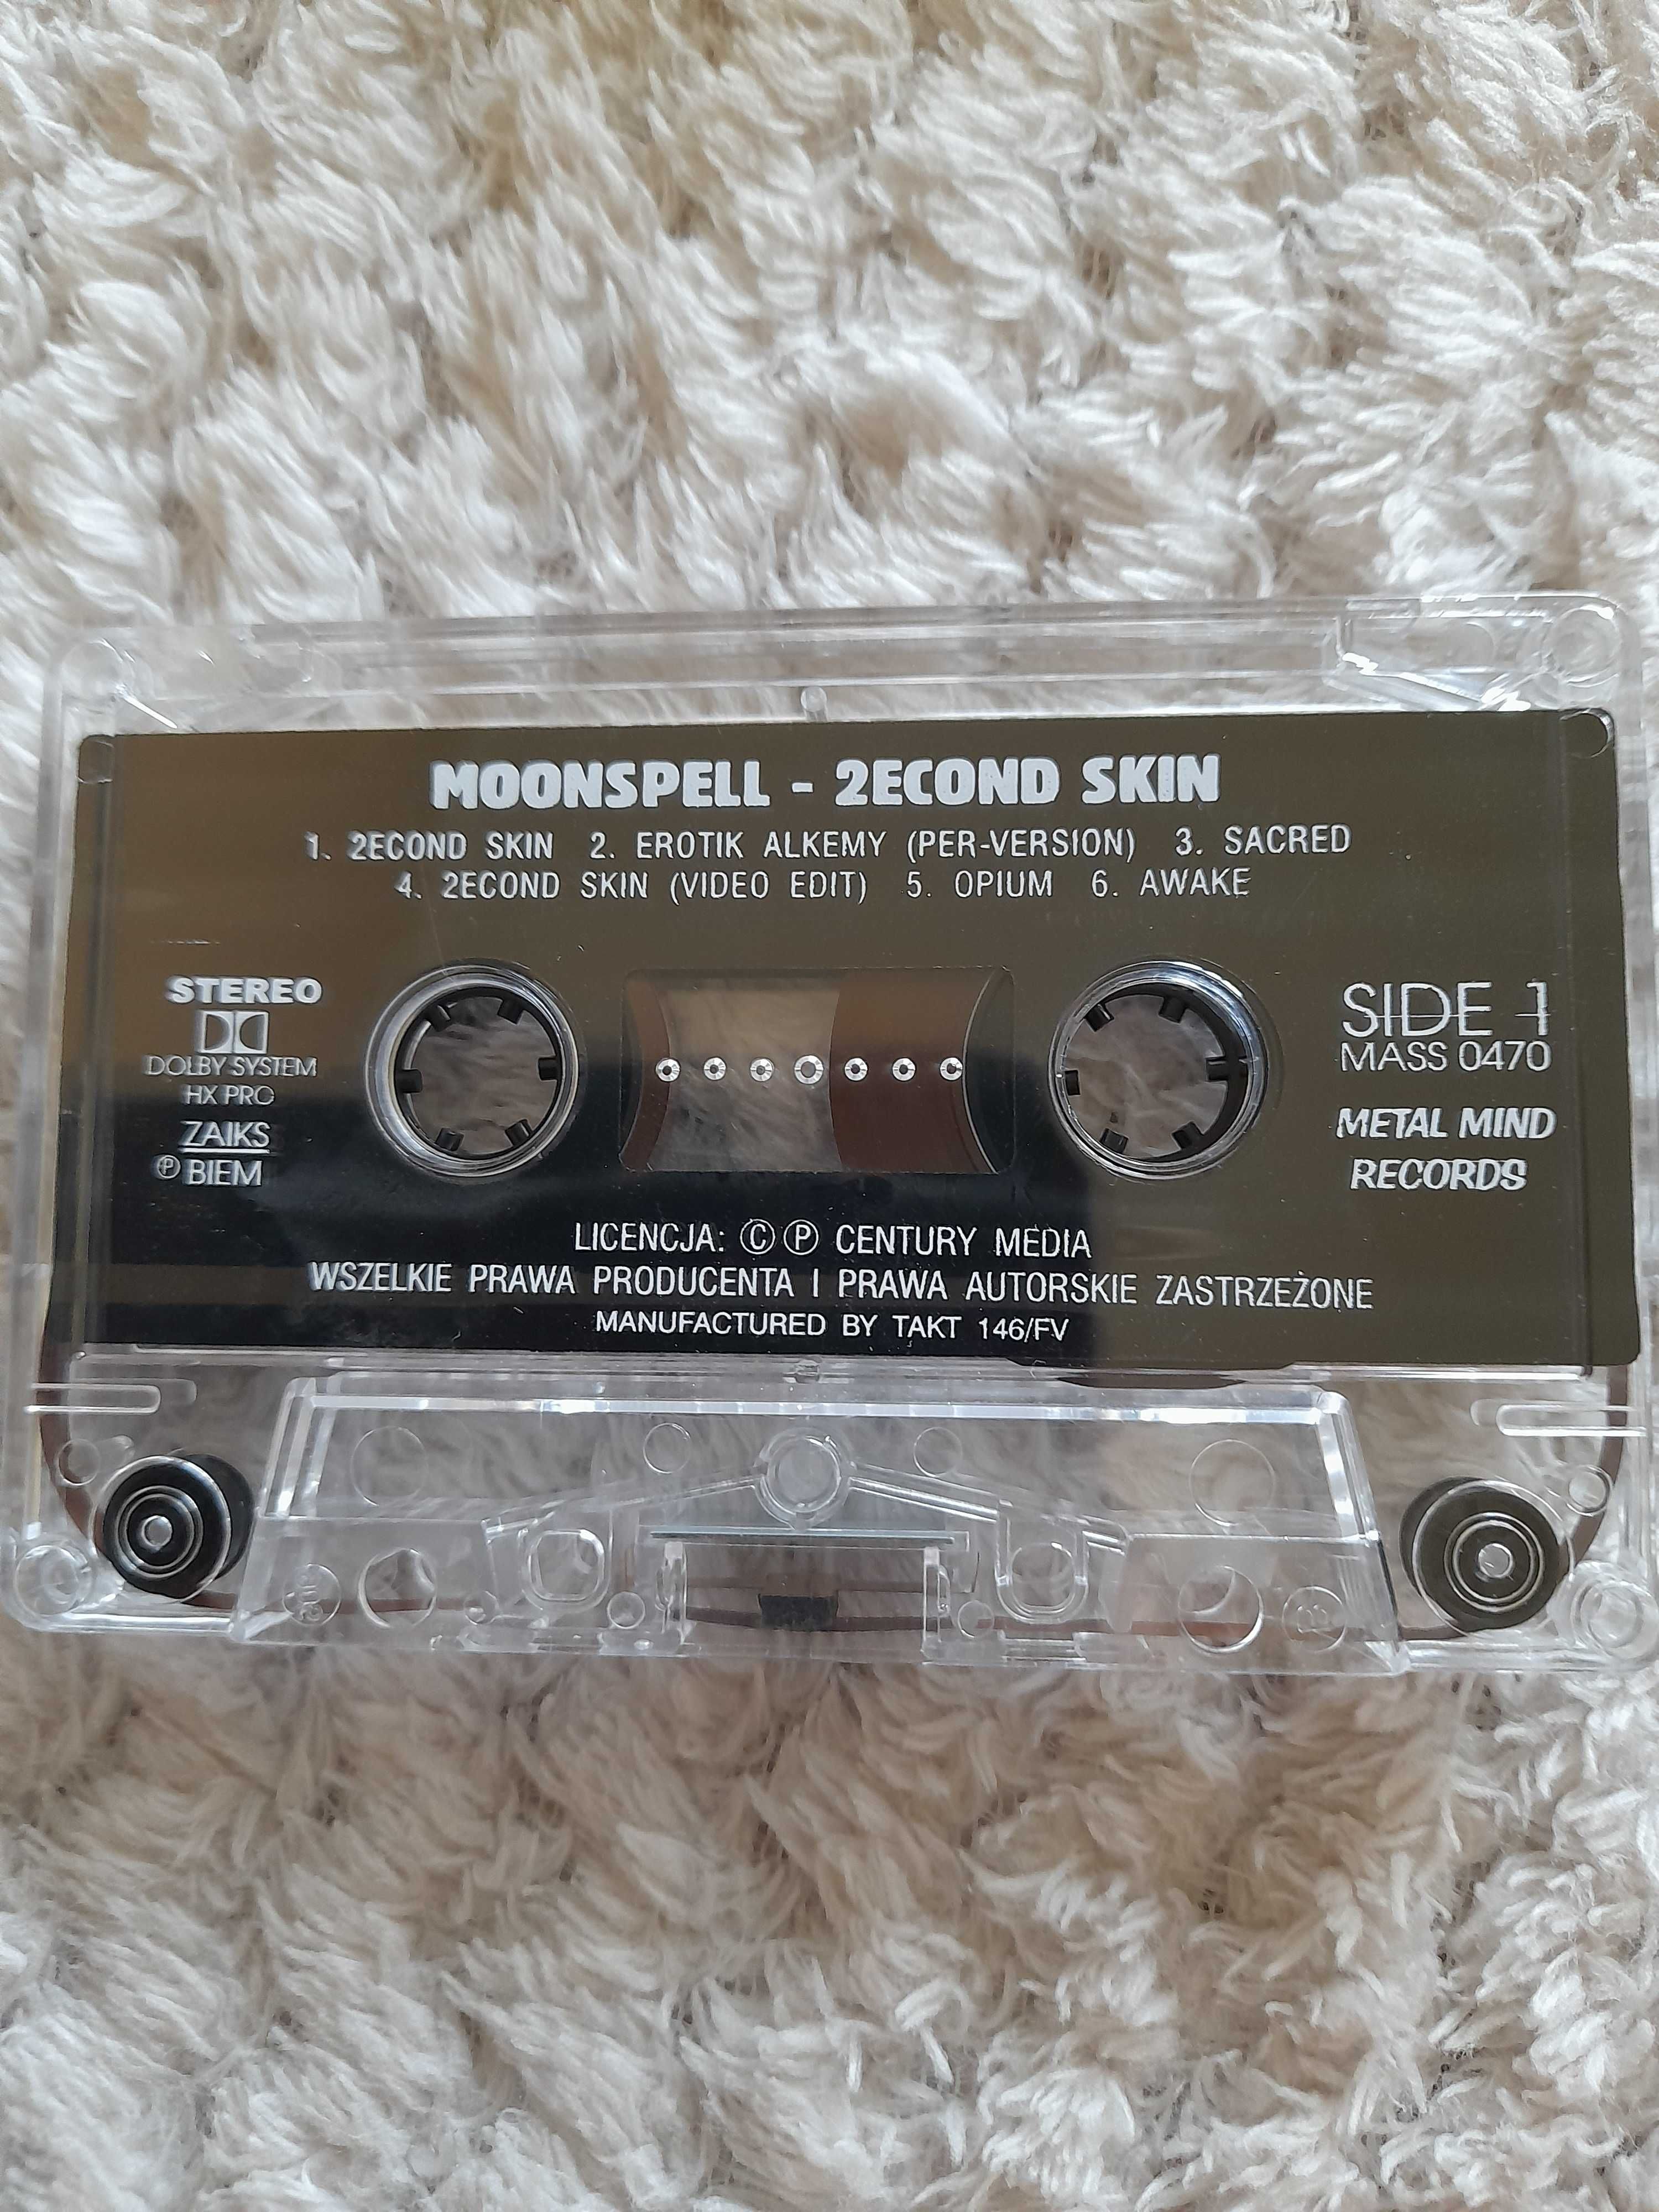 MOONSPELL - 2ECOND SKIN
1. 2ECOND SKIN 2. EROTIK ALKEMY (PER-VERSION) 3. SACRED
4. 2ECOND SKIN (VIDEO EDIT) 5. OPIUM 6. AWAKE
STEREO
DOLBY SYSTEM
HX PRO
ZAIKS
Ⓟ BIEM
SIDE 1
MASS 0470
METAL MIND
RECORDS
LICENCJA: Ⓒ Ⓟ CENTURY MEDIA
WSZELKIE PRAWA PRODUCENTA I PRAWA AUTORSKIE ZASTRZEŻONE
MANUFACTURED BY TAKT 146/FV